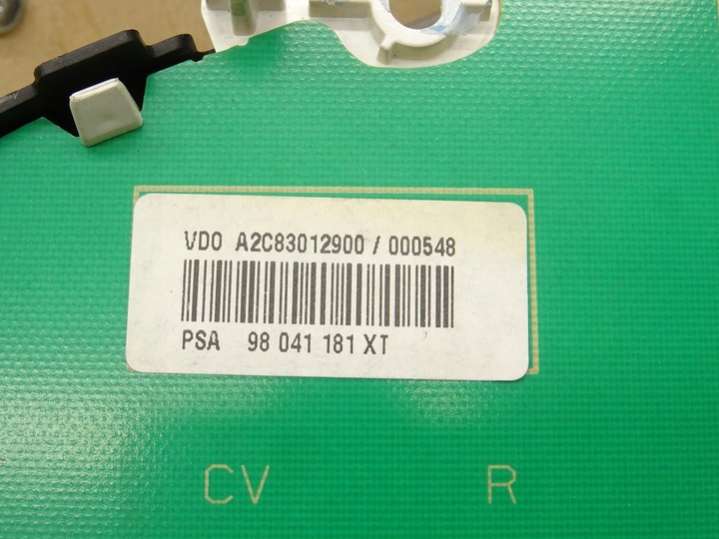 VDO A2C83012900 / 000548
PSA 98 041 181 XT
CV R